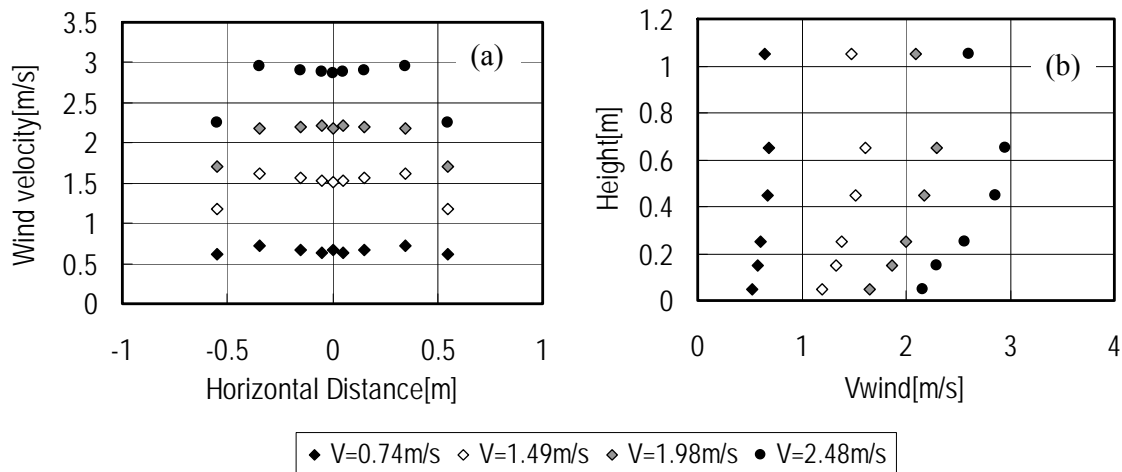 3.5
3
2.5
2
1.5
1
0.5
0
Wind velocity[m/s]
(a)
-1 -0.5 0 0.5 1
Horizontal Distance[m]
1.2
1
0.8
0.6
0.4
0.2
0
Height[m]
(b)
0 1 2 3 4
Vwind[m/s]
V=0.74m/s V=1.49m/s V=1.98m/s V=2.48m/s